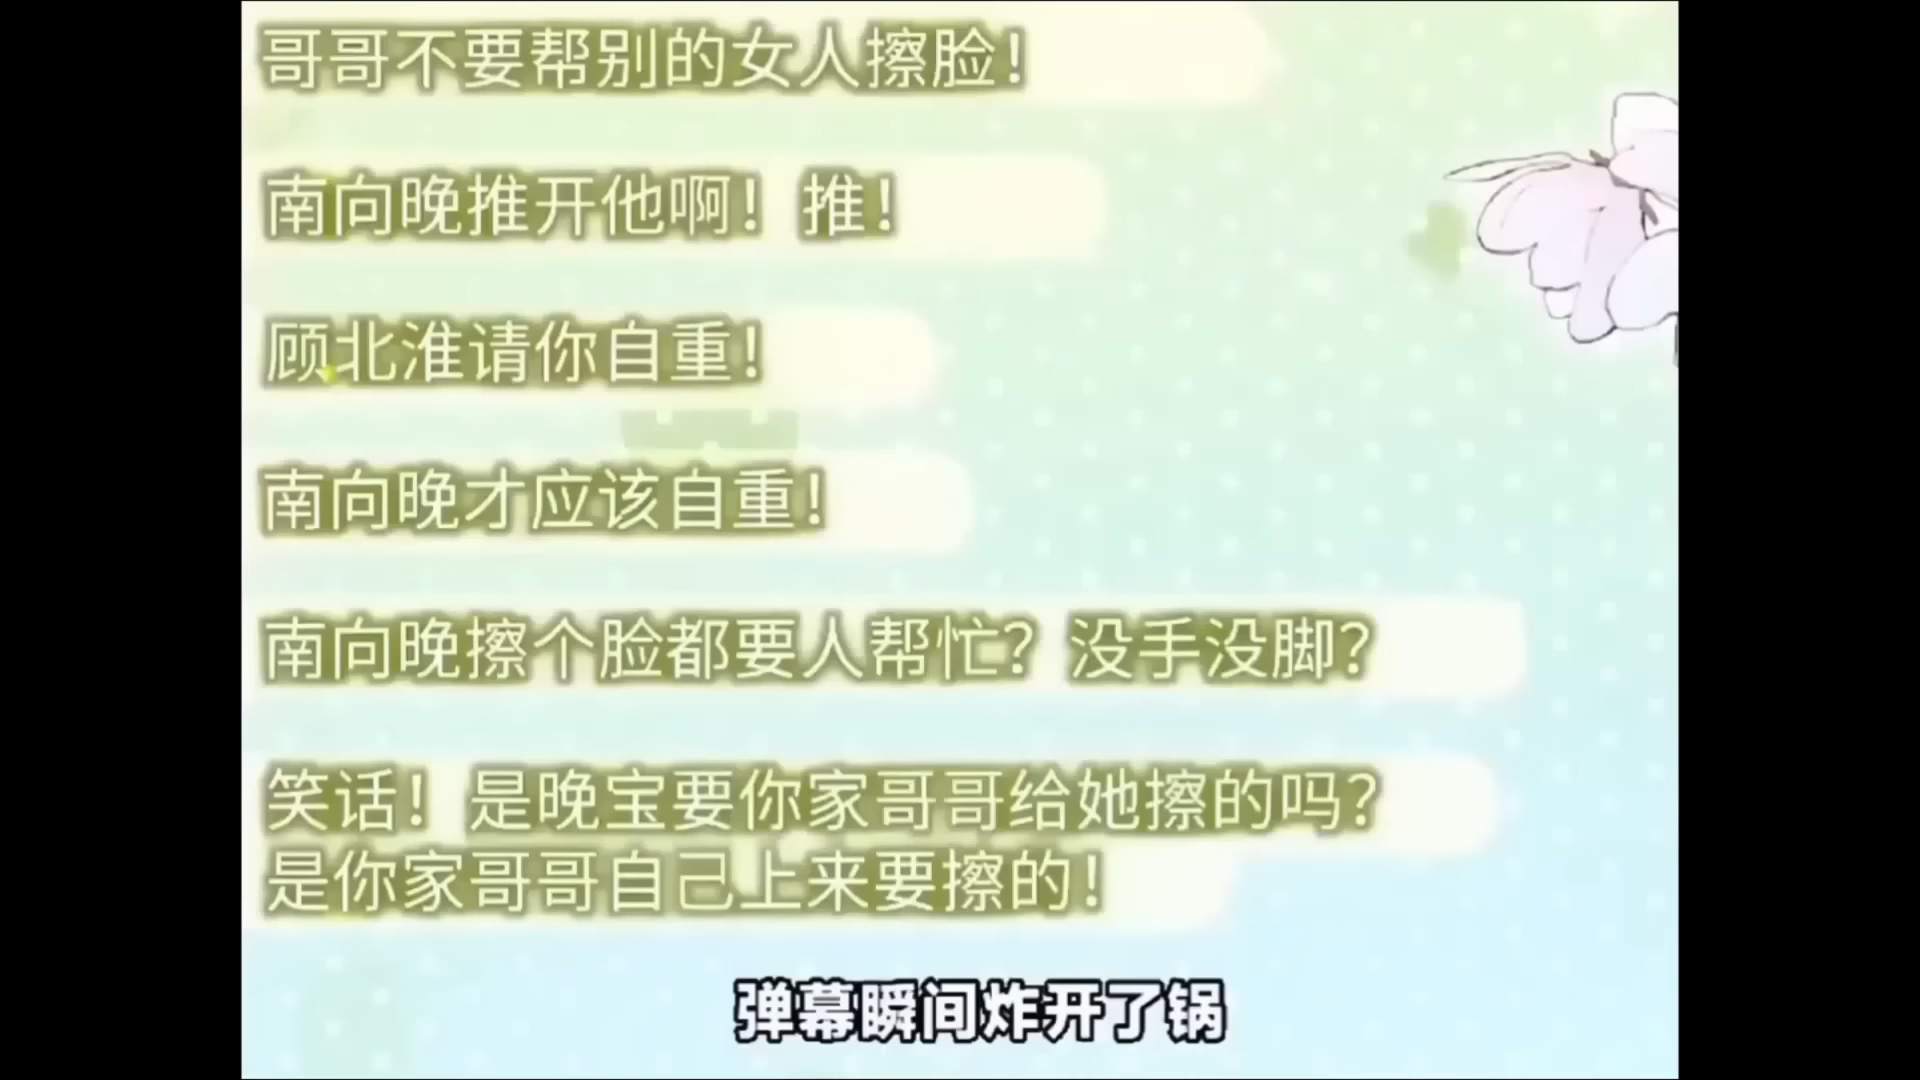 哥哥不要帮别的女人擦脸！
南向晚推开他啊！推！
顾北淮请你自重！
南向晚才应该自重！
南向晚擦个脸都要人帮忙？没手没脚？
笑话！是晚宝要你家哥哥给她擦的吗？
是你家哥哥自己上来要擦的！
弹幕瞬间炸开了锅